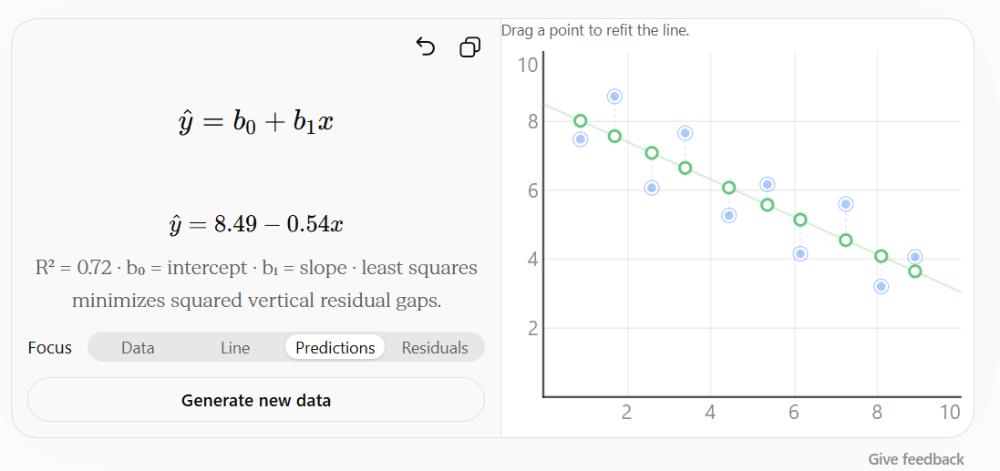 ŷ = b₀ + b₁x
ŷ = 8.49 − 0.54x
R² = 0.72 · b₀ = intercept · b₁ = slope · least squares
minimizes squared vertical residual gaps.
Focus Data Line Predictions Residuals
Generate new data
Drag a point to refit the line.
10
8
6
4
2
2 4 6 8 10
Give feedback